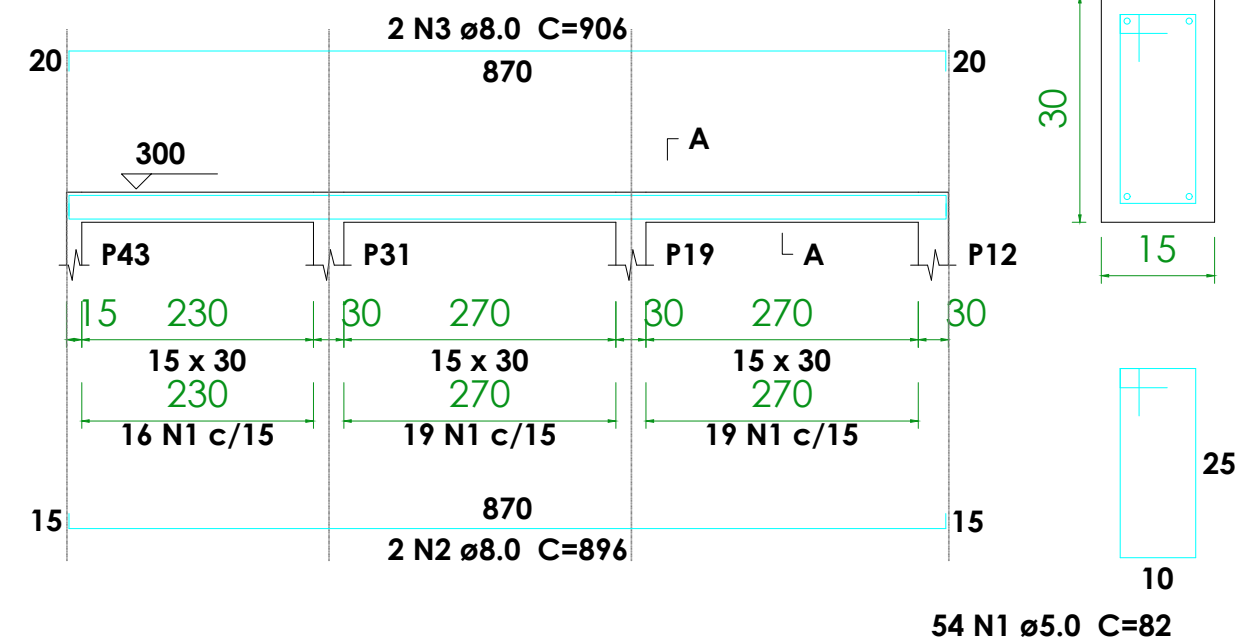 2 N3 ø8.0 C=906
20 870 20
300
A
P43 P31 P19 A P12
15 230 30 270 30 270 30
15 x 30 15 x 30 15 x 30
230 270 270
16 N1 c/15 19 N1 c/15 19 N1 c/15
15 870 15
2 N2 ø8.0 C=896
30
15
25
10
54 N1 ø5.0 C=82